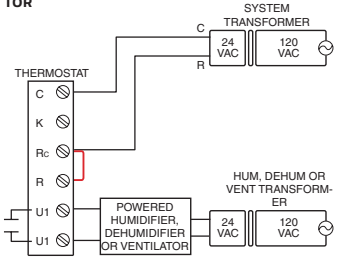 TOR
SYSTEM
TRANSFORMER
C
24
VAC
120
VAC
R
THERMOSTAT
C
K
RC
R
U1
U1
POWERED
HUMIDIFIER,
DEHUMIDIFIER
OR VENTILATOR
HUM, DEHUM OR
VENT TRANSFORM-
ER
24
VAC
120
VAC